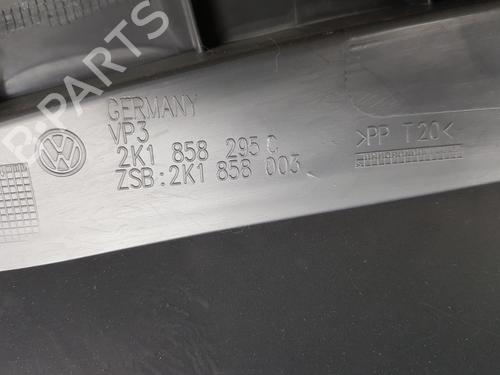 GERMANY
VP3
2K1 858 295 C
ZSB:2K1 858 003
>PP T20<
B-PARTS